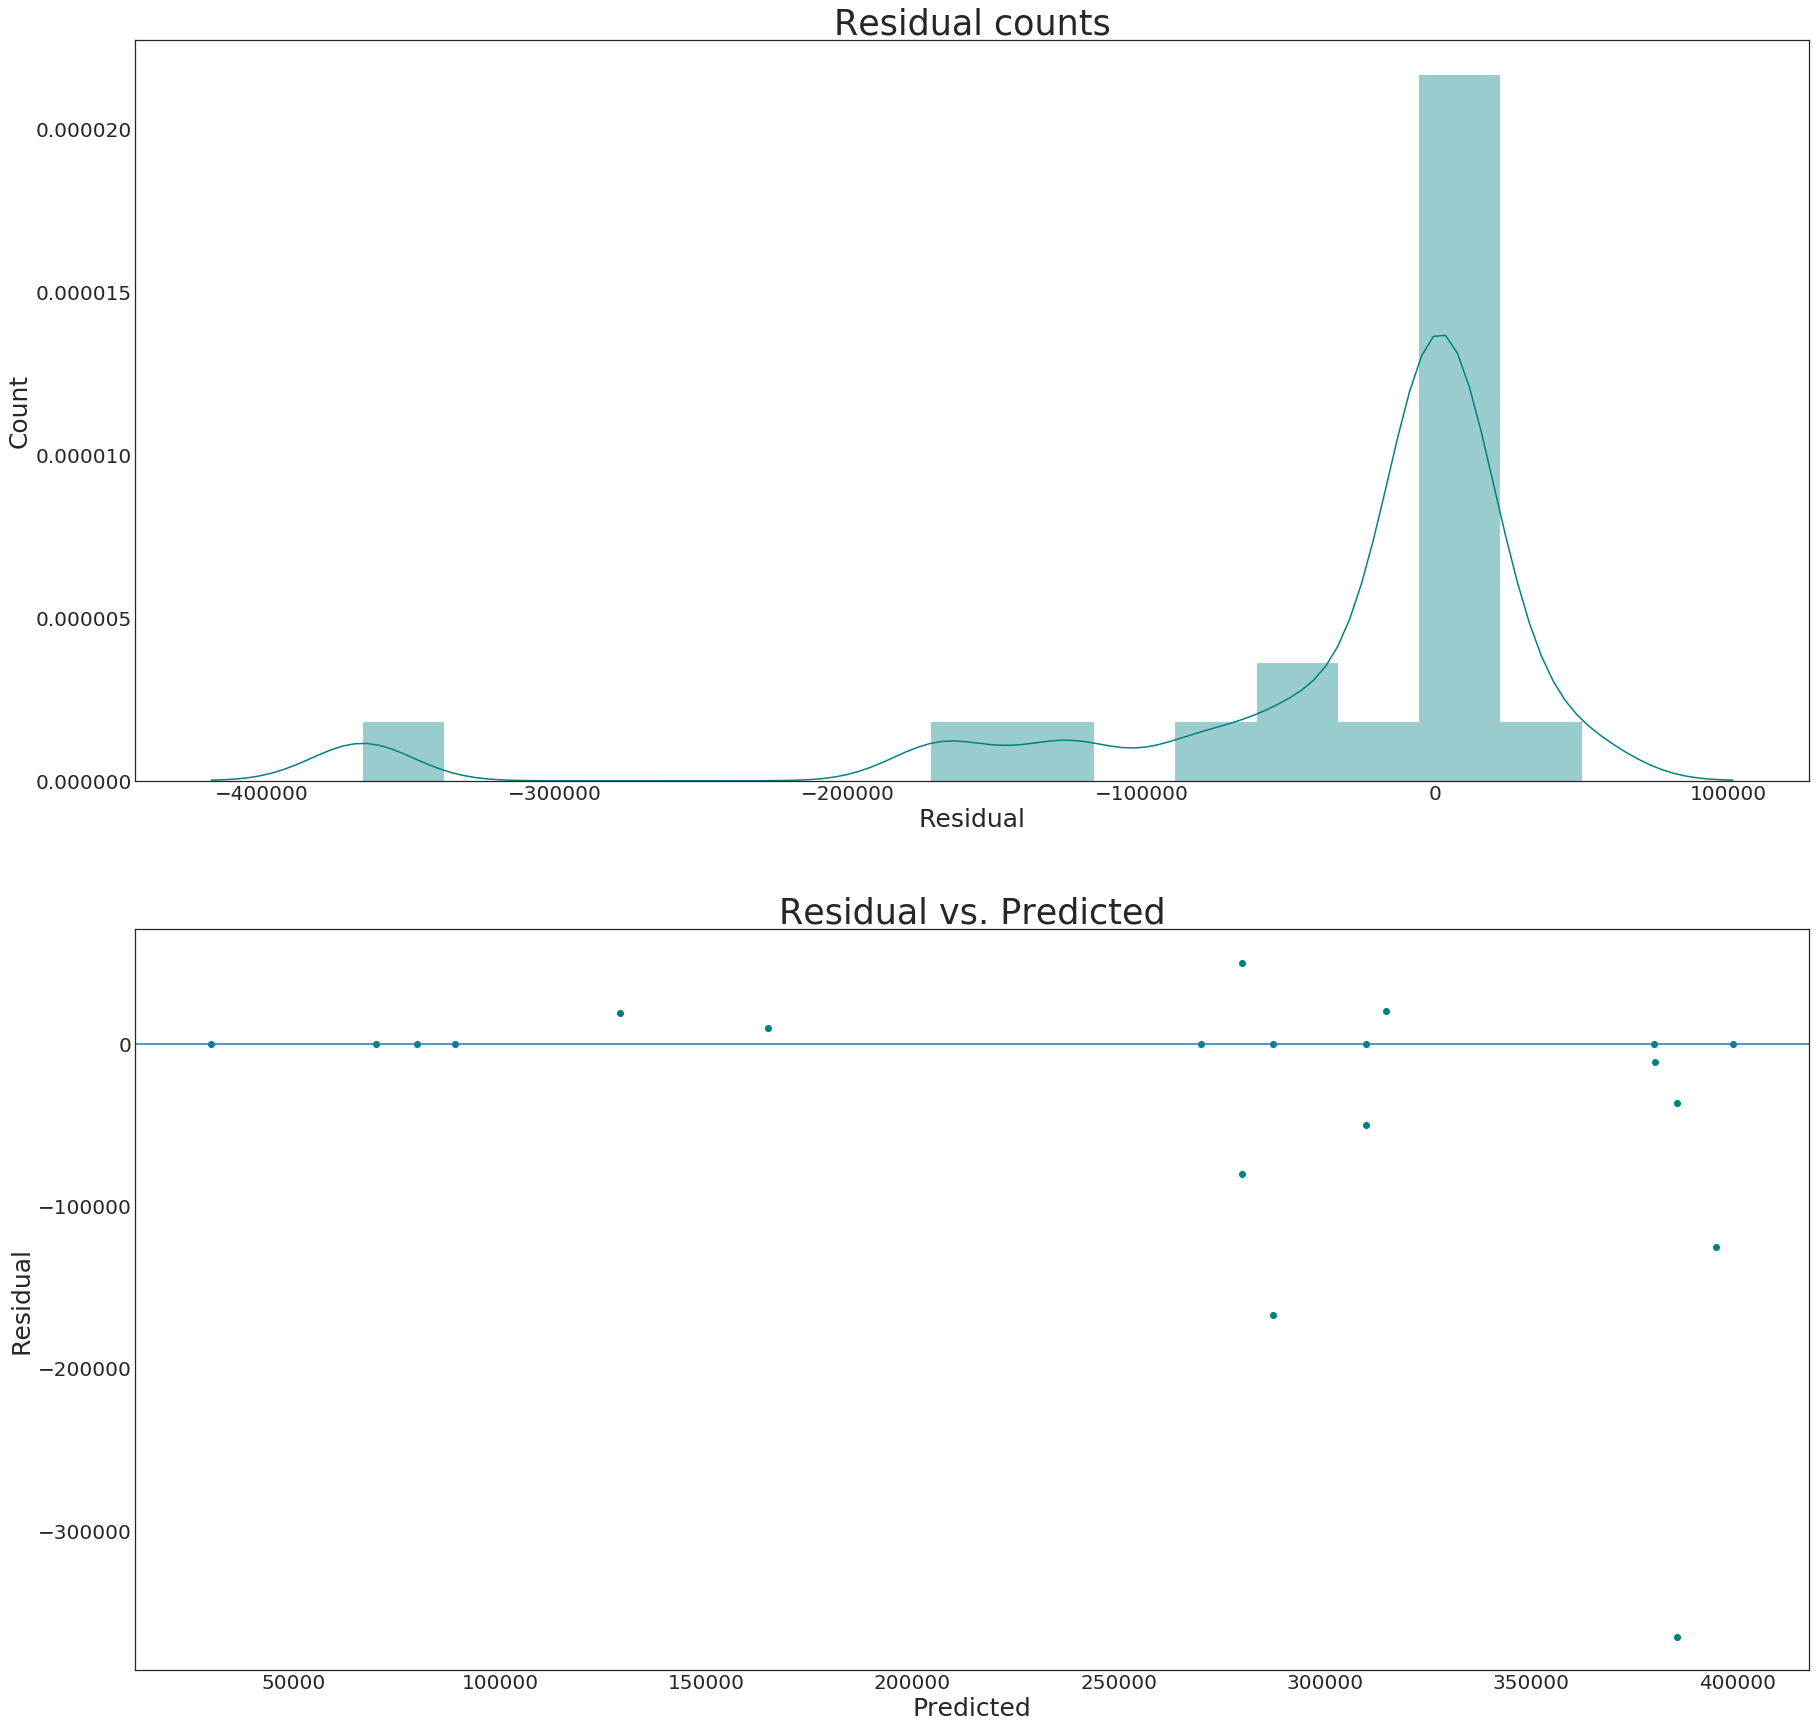 Residual counts
0.000020
0.000015
0.000010
0.000005
0.000000
Count
−400000 −300000 −200000 −100000 0 100000
Residual
Residual vs. Predicted
0
−100000
−200000
−300000
Residual
50000 100000 150000 200000 250000 300000 350000 400000
Predicted